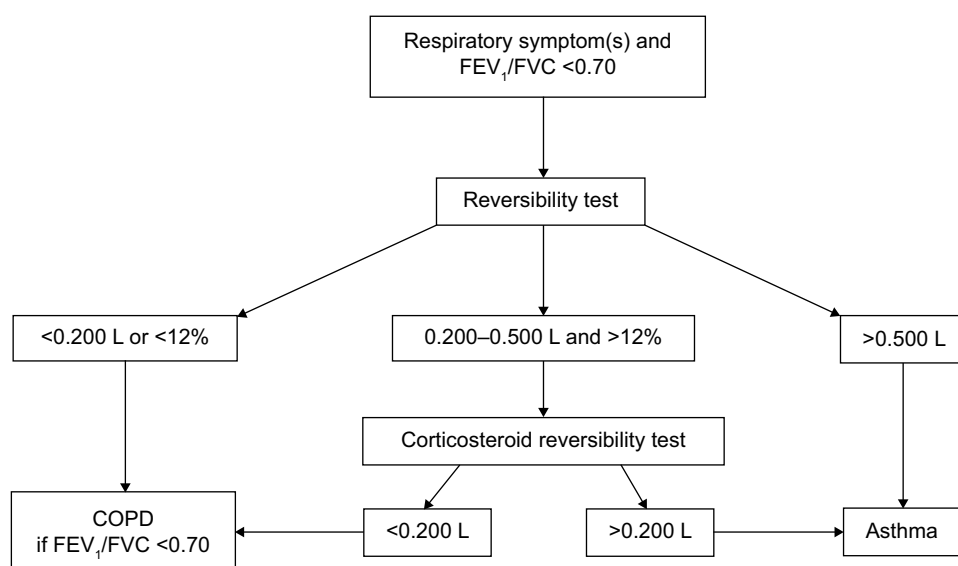 Respiratory symptom(s) and
FEV₁/FVC <0.70
Reversibility test
<0.200 L or <12%
0.200–0.500 L and >12%
>0.500 L
Corticosteroid reversibility test
COPD
if FEV₁/FVC <0.70
<0.200 L
>0.200 L
Asthma